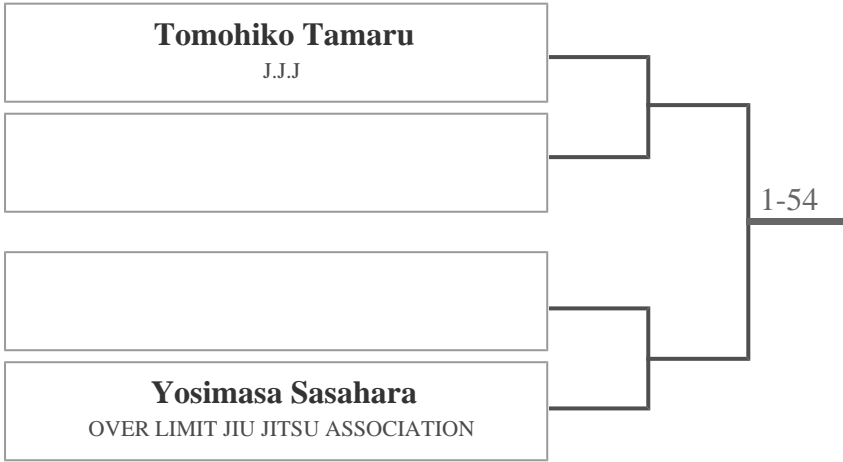 Tomohiko Tamaru
J.J.J
1-54
Yosimasa Sasahara
OVER LIMIT JIU JITSU ASSOCIATION